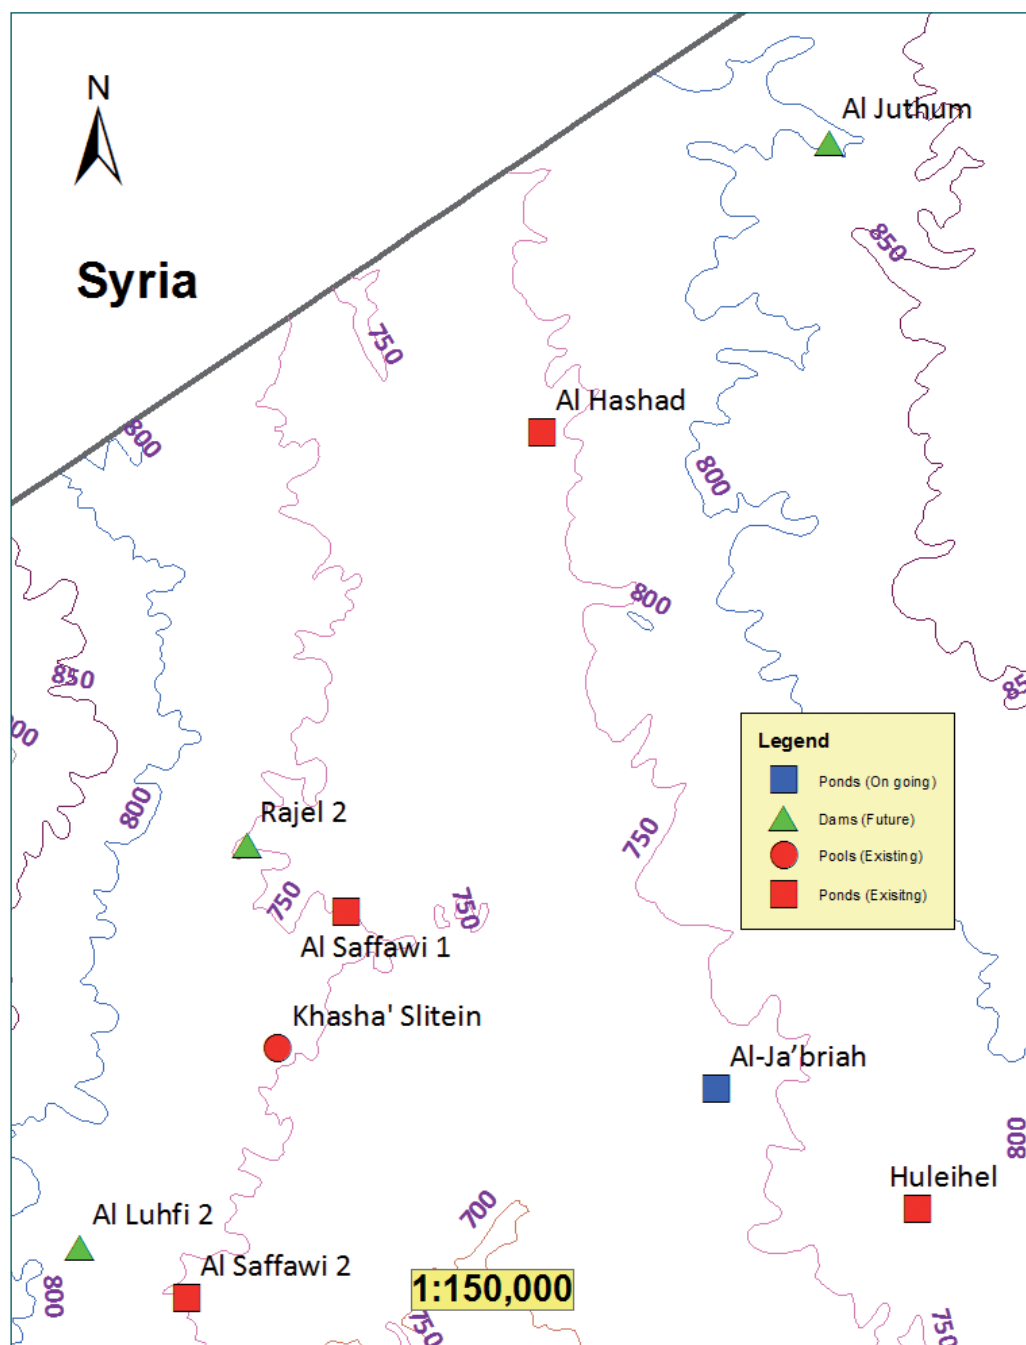 N
Al Juthum
850
Syria
750
Al Hashad
800
800
800
850
Legend
Ponds (On going)
Dams (Future)
Pools (Existing)
Ponds (Exisitng)
800
Rajel 2
750
750
750
Al Saffawi 1
Khasha' Slitein
Al-Ja’briah
800
Huleihel
700
Al Luhfi 2
Al Saffawi 2
800
1:150,000
750
750